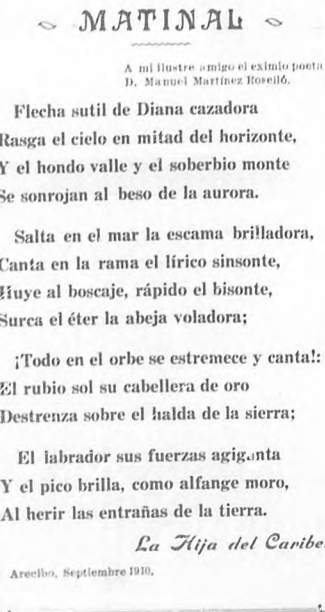 MATINAL
A mi ilustre amigo el eximio poeta
D. Manuel Martínez Roselló.
Flecha sutil de Diana cazadora
Rasga el cielo en mitad del horizonte,
Y el hondo valle y el soberbio monte
Se sonrojan al beso de la aurora.
Salta en el mar la escama brilladora,
Canta en la rama el lírico sinsonte,
Huye al boscaje, rápido el bisonte,
Surca el éter la abeja voladora;
¡Todo en el orbe se estremece y canta!:
El rubio sol su cabellera de oro
Destrenza sobre el halda de la sierra;
El labrador sus fuerzas agiganta
Y el pico brilla, como alfange moro,
Al herir las entrañas de la tierra.
La Hija del Caribe.
Arecibo, Septiembre 1910.